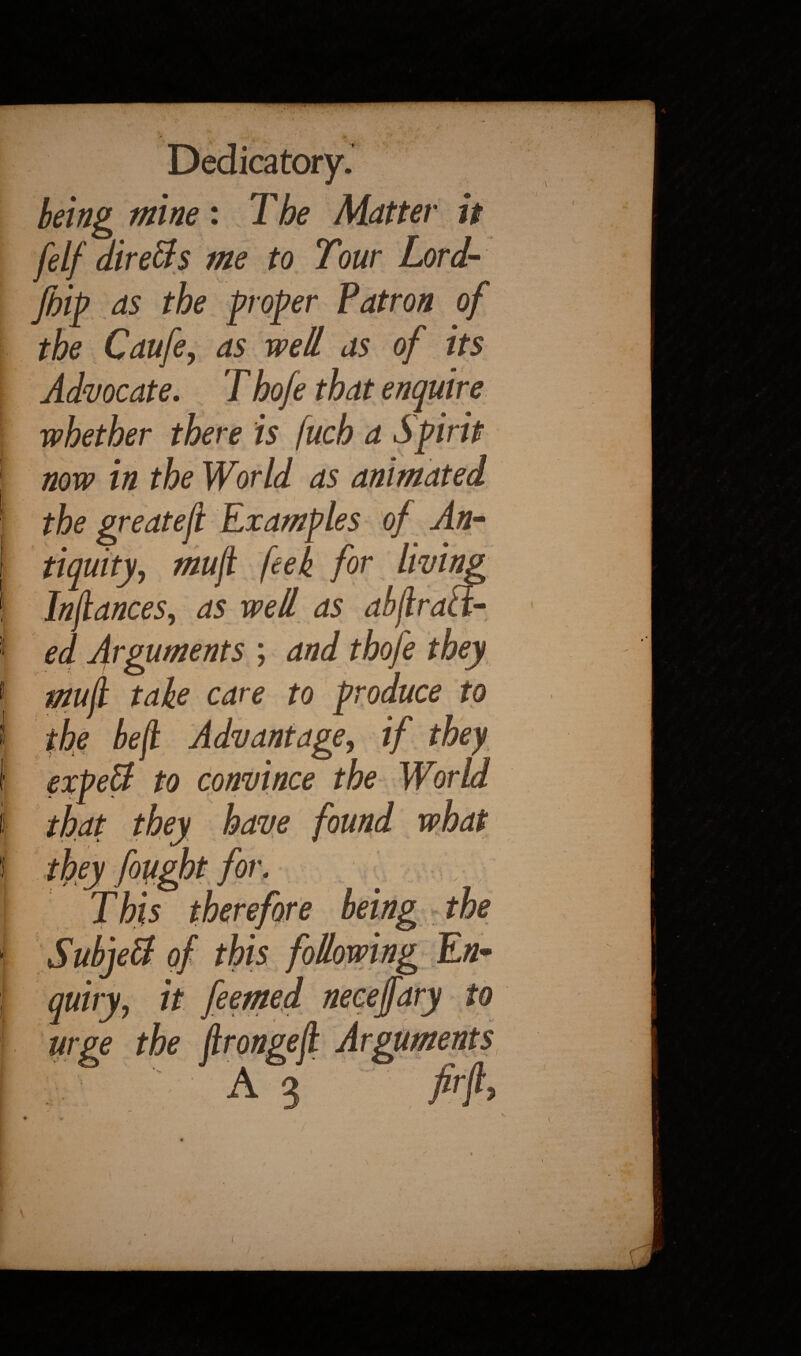 Dedicatory.
being mine: The Matter it
ſelf directs me to Your Lord-
ſhip as the proper Patron of
the Cauſe, as well as of its
Advocate. Thoſe that enquire
whether there is ſuch a Spirit
now in the World as animated
the greateſt Examples of An-
tiquity, muſt ſeek for living
Inſtances, as well as abſtract-
ed Arguments; and thoſe they
muſt take care to produce to
the beſt Advantage, if they
expect to convince the World
that they have found what
they ſought for.
This therefore being the
Subject of this following En-
quiry, it ſeemed neceſſary to
urge the ſtrongeſt Arguments
A 3 firſt,